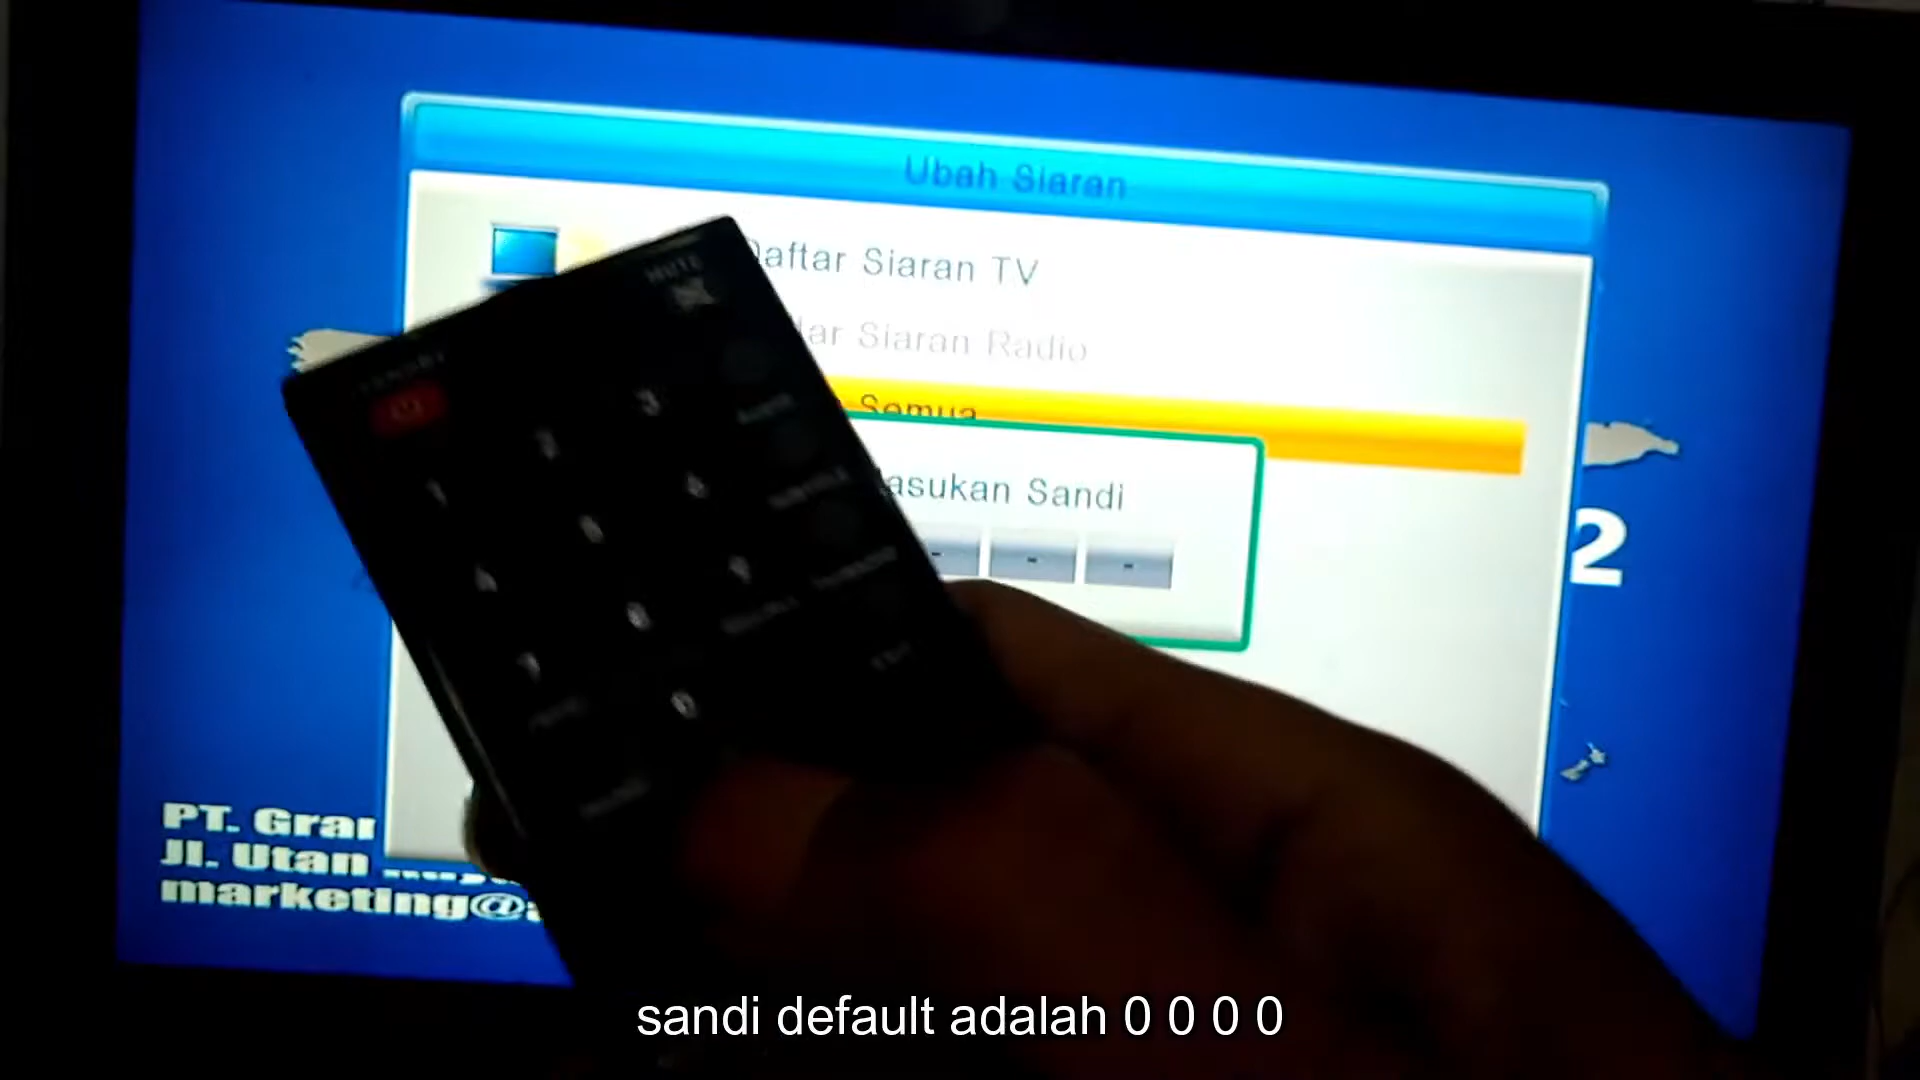 Ubah Siaran
Daftar Siaran TV
Siaran Radio
Semua
asukan Sandi
- - -
2
MUTE
1 2 3
4 5 6
7 8 9
0
PT. Gra
Jl. Utan
marketing@
sandi default adalah 0 0 0 0